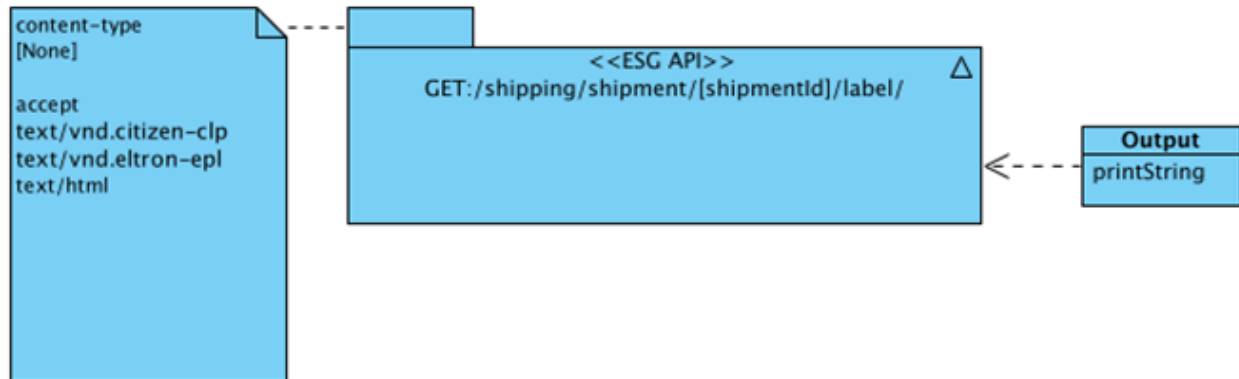 content-type
[None]
accept
text/vnd.citizen-clp
text/vnd.eltron-epl
text/html
<<ESG API>>
GET:/shipping/shipment/[shipmentId]/label/
Output
printString